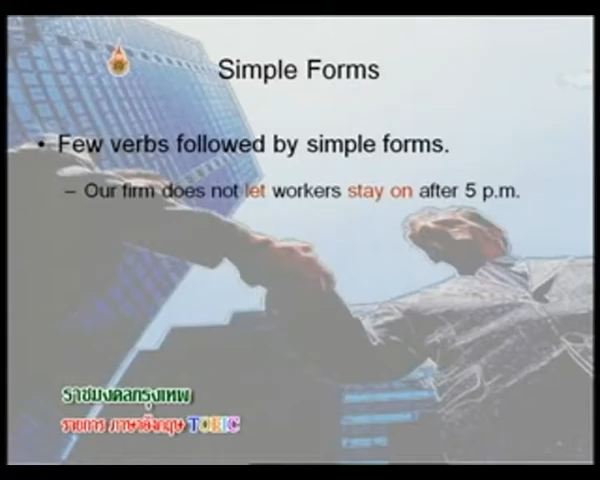 Simple Forms
• Few verbs followed by simple forms.
– Our firm does not let workers stay on after 5 p.m.
ราชมงคลกรุงเทพ
รายการ ภาษาอังกฤษ TOEIC